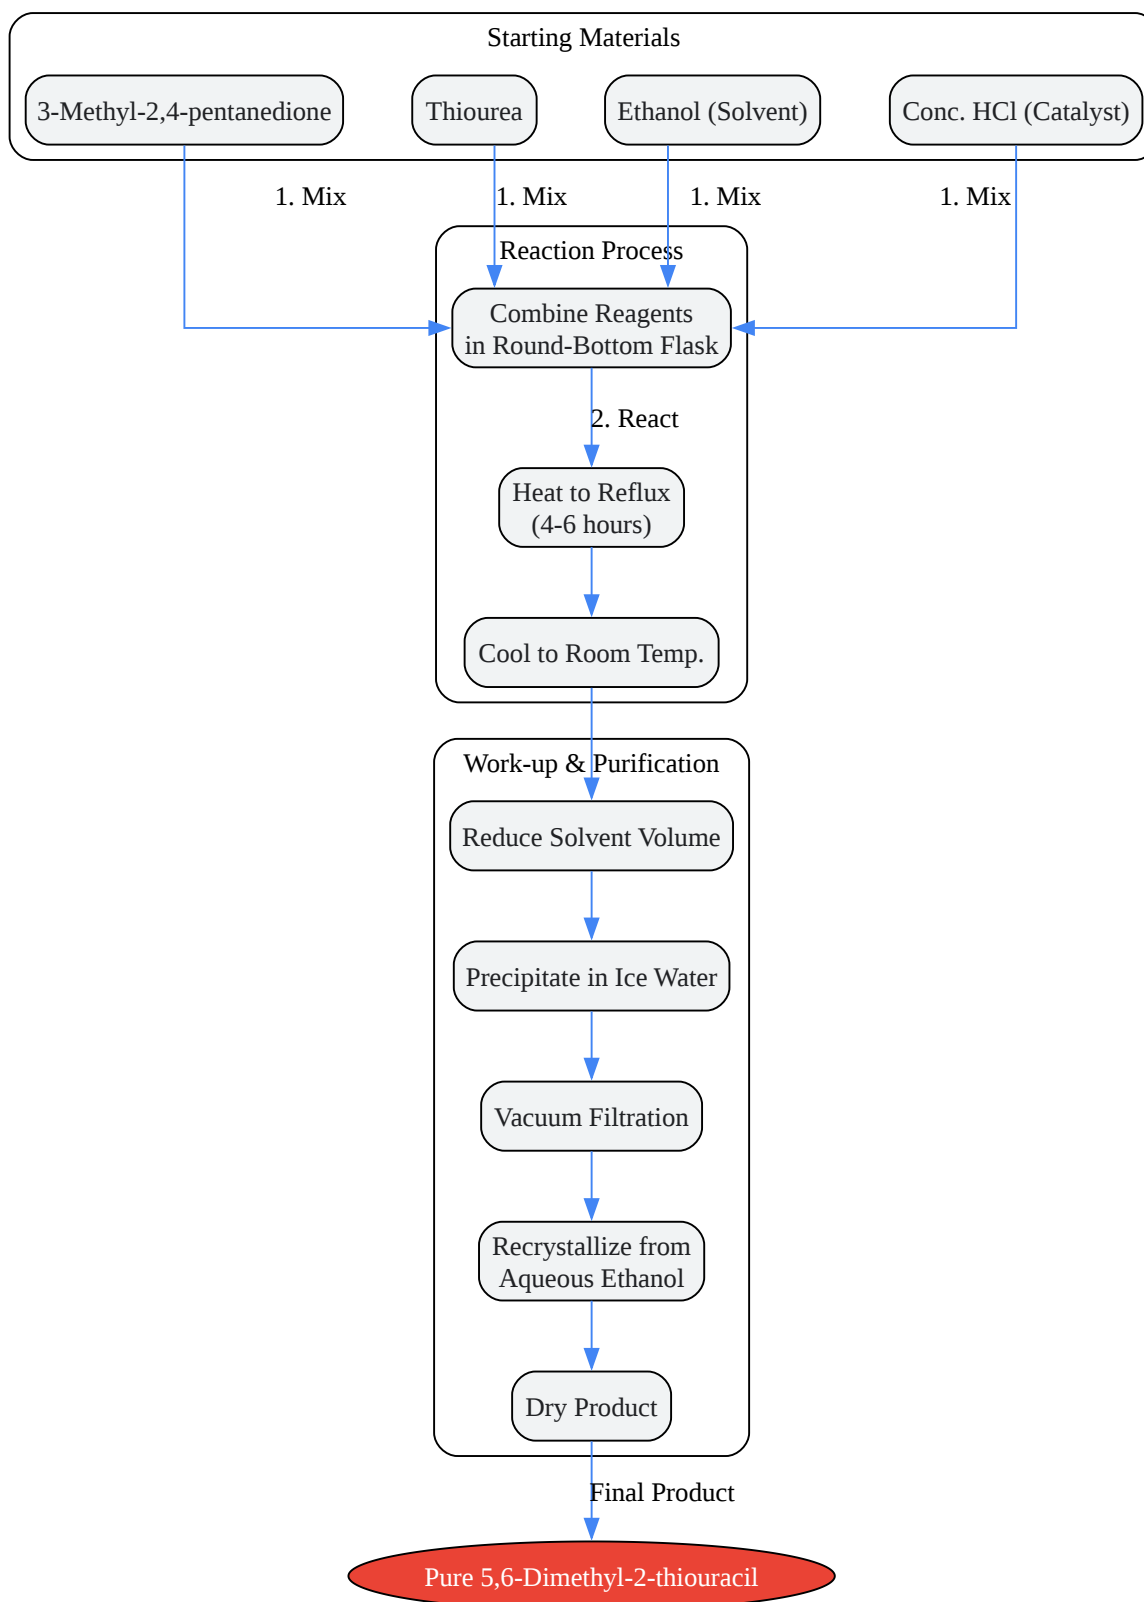 Starting Materials
3-Methyl-2,4-pentanedione
Thiourea
Ethanol (Solvent)
Conc. HCl (Catalyst)
1. Mix
1. Mix
1. Mix
1. Mix
Reaction Process
Combine Reagents
in Round-Bottom Flask
2. React
Heat to Reflux
(4-6 hours)
Cool to Room Temp.
Work-up & Purification
Reduce Solvent Volume
Precipitate in Ice Water
Vacuum Filtration
Recrystallize from
Aqueous Ethanol
Dry Product
Final Product
Pure 5,6-Dimethyl-2-thiouracil